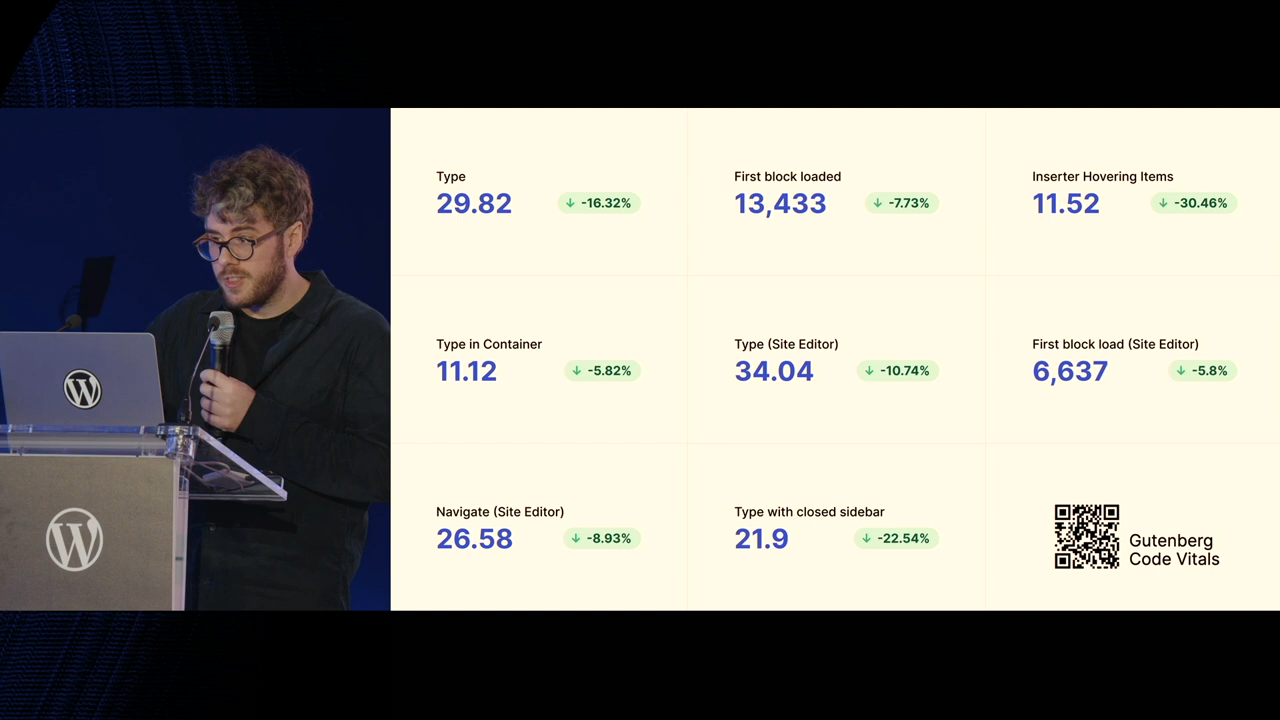 Type
29.82
↓ -16.32%
First block loaded
13,433
↓ -7.73%
Inserter Hovering Items
11.52
↓ -30.46%
Type in Container
11.12
↓ -5.82%
Type (Site Editor)
34.04
↓ -10.74%
First block load (Site Editor)
6,637
↓ -5.8%
Navigate (Site Editor)
26.58
↓ -8.93%
Type with closed sidebar
21.9
↓ -22.54%
Gutenberg
Code Vitals
W
W